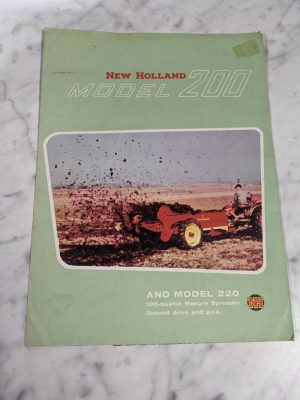 NEW HOLLAND
MODEL 200
AND MODEL 220
100-bushel Manure Spreader
Ground drive and p.t.o.